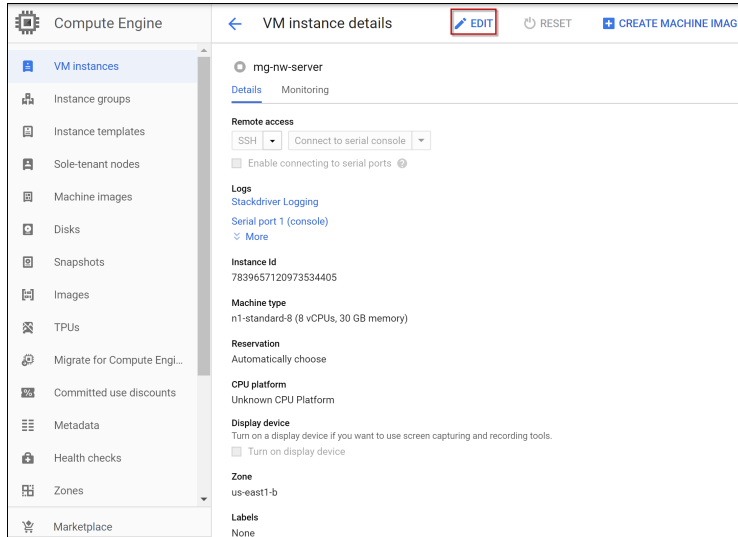 Compute Engine
VM instance details
EDIT
RESET
CREATE MACHINE IMAG
VM instances
Instance groups
Instance templates
Sole-tenant nodes
Machine images
Disks
Snapshots
Images
TPUs
Migrate for Compute Engi...
Committed use discounts
Metadata
Health checks
Zones
Marketplace
mg-nw-server
Details Monitoring
Remote access
SSH Connect to serial console
Enable connecting to serial ports
Logs
Stackdriver Logging
Serial port 1 (console)
More
Instance Id
7839657120973534405
Machine type
n1-standard-8 (8 vCPUs, 30 GB memory)
Reservation
Automatically choose
CPU platform
Unknown CPU Platform
Display device
Turn on a display device if you want to use screen capturing and recording tools.
Turn on display device
Zone
us-east1-b
Labels
None